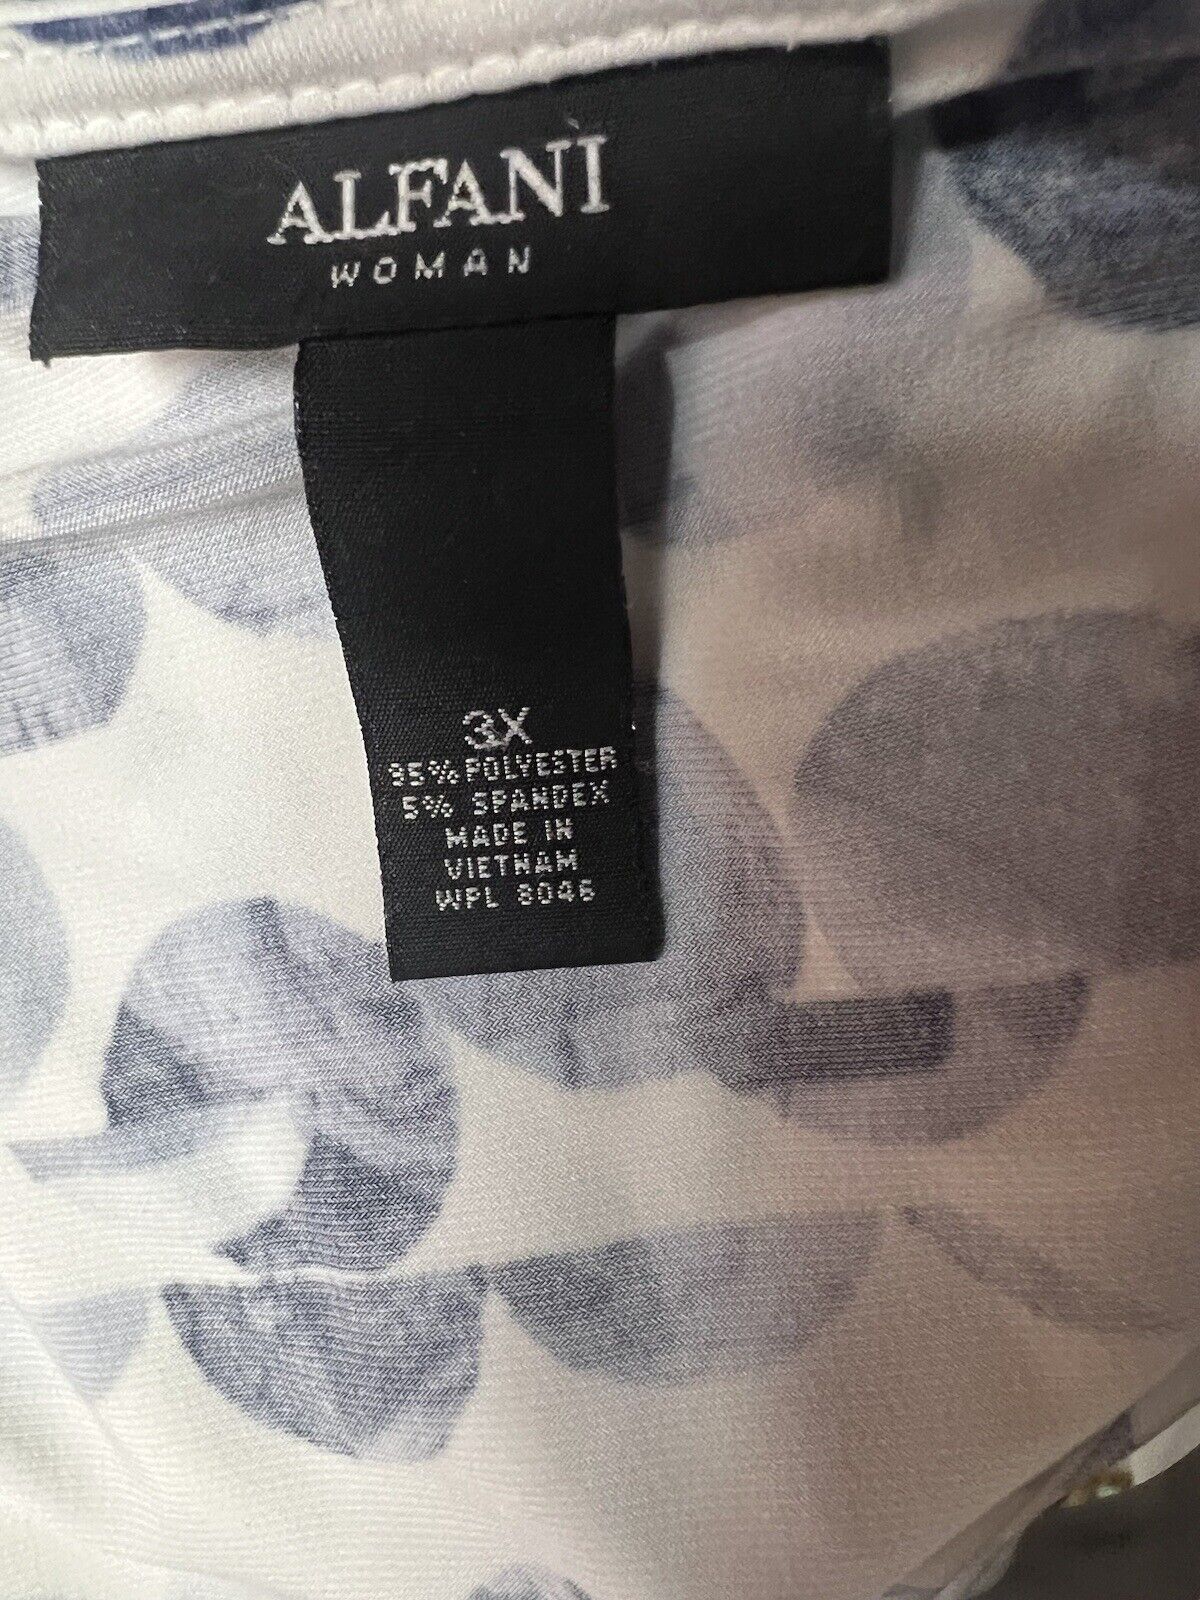 ALFANI
WOMAN
3X
95% POLYESTER
5% SPANDEX
MADE IN
VIETNAM
WPL 8046